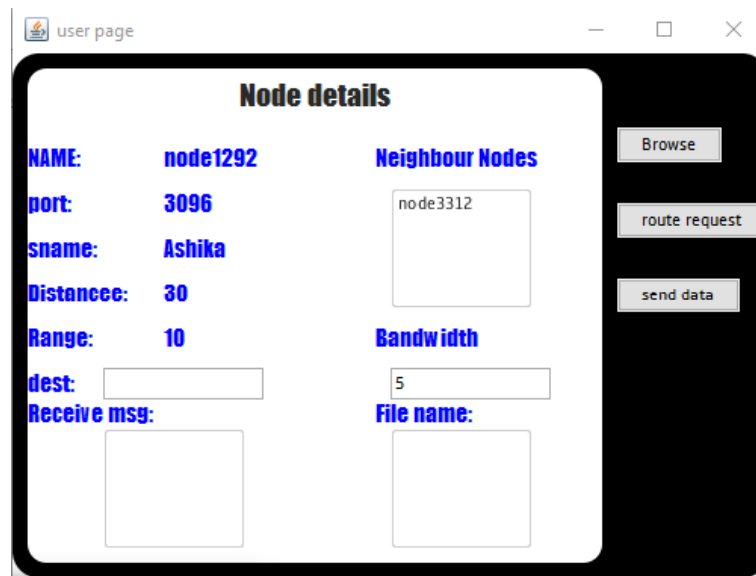 user page
Node details
NAME: node1292 Neighbour Nodes
Browse
port: 3096 node3312
route request
sname: Ashika
Distancee: 30
send data
Range: 10 Bandwidth
dest: 5
Receive msg: File name: